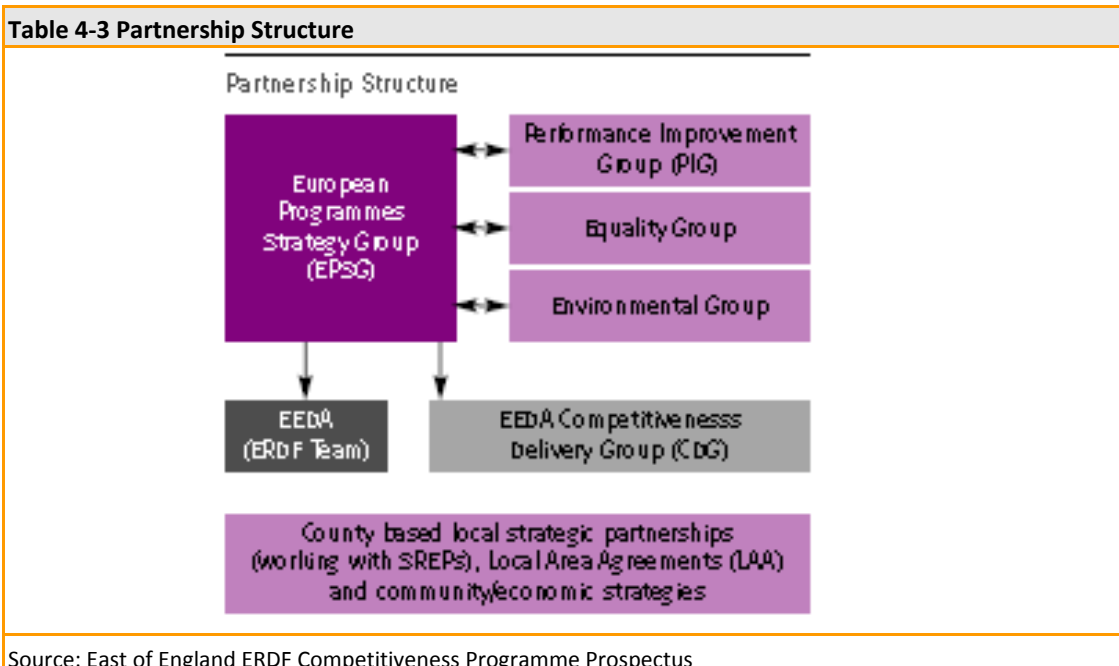 Table 4-3 Partnership Structure
Partnership Structure
European
Programmes
Strategy Group
(EPSG)
Performance Improvement
Group (PIG)
Equality Group
Environmental Group
EEDA
(ERDF Team)
EEDA Competitivenesss
Delivery Group (CDG)
County based local strategic partnerships
(working with SREPs), Local Area Agreements (LAA)
and community/economic strategies
Source: East of England ERDF Competitiveness Programme Prospectus